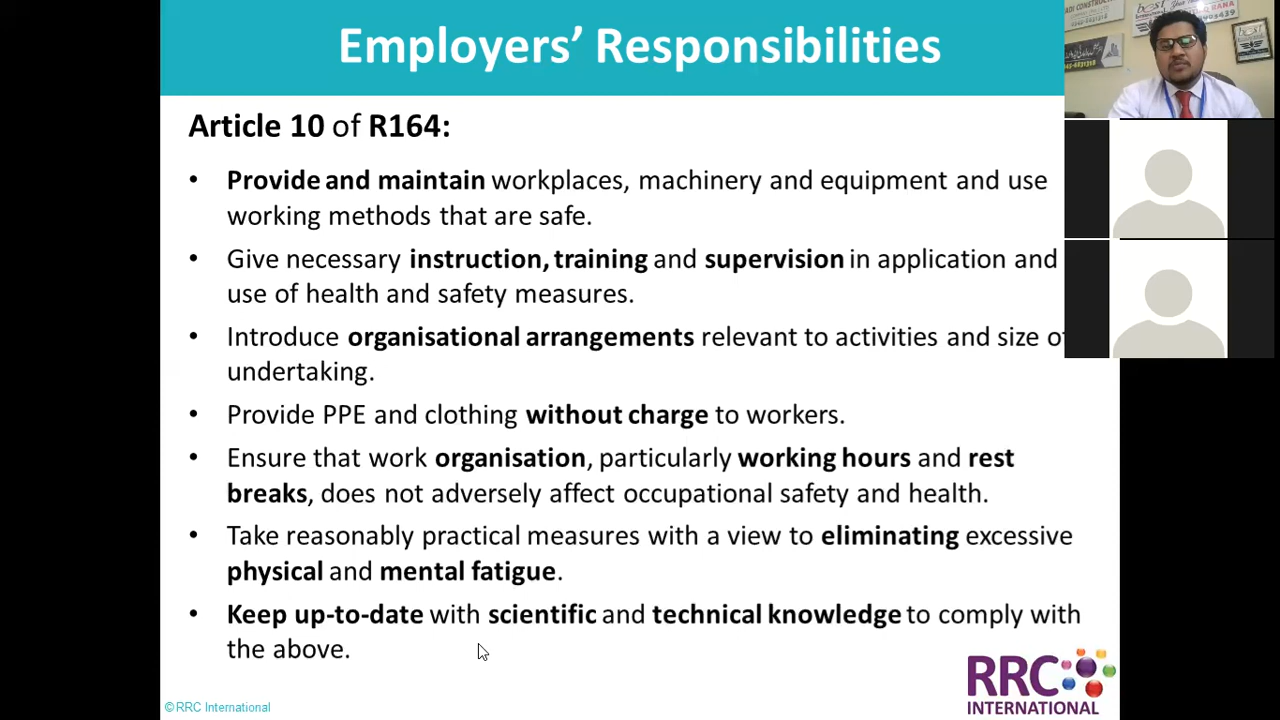 Employers’ Responsibilities
Article 10 of R164:
• Provide and maintain workplaces, machinery and equipment and use
working methods that are safe.
• Give necessary instruction, training and supervision in application and
use of health and safety measures.
• Introduce organisational arrangements relevant to activities and size of
undertaking.
• Provide PPE and clothing without charge to workers.
• Ensure that work organisation, particularly working hours and rest
breaks, does not adversely affect occupational safety and health.
• Take reasonably practical measures with a view to eliminating excessive
physical and mental fatigue.
• Keep up-to-date with scientific and technical knowledge to comply with
the above.
RRC
INTERNATIONAL
©RRC International